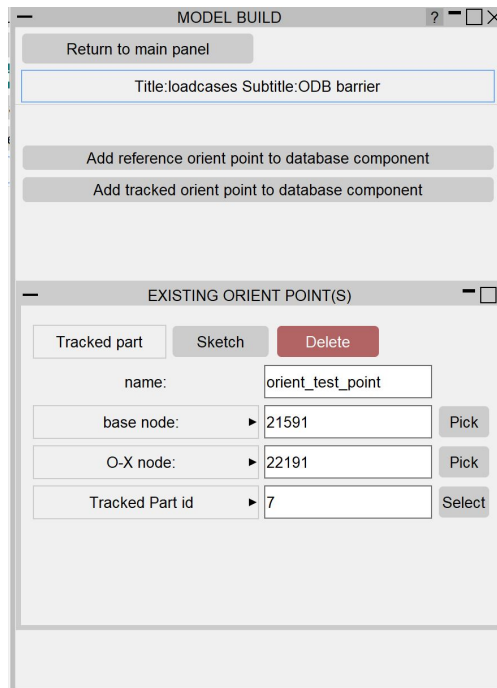 MODEL BUILD ?
Return to main panel
Title:loadcases Subtitle:ODB barrier
Add reference orient point to database component
Add tracked orient point to database component
EXISTING ORIENT POINT(S)
Tracked part Sketch Delete
name: orient_test_point
base node: 21591 Pick
O-X node: 22191 Pick
Tracked Part id 7 Select